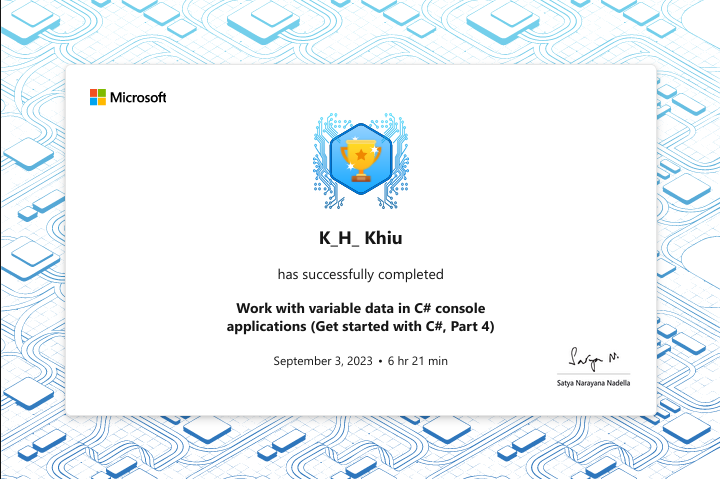 Microsoft
K_H_ Khiu
has successfully completed
Work with variable data in C# console
applications (Get started with C#, Part 4)
September 3, 2023 • 6 hr 21 min
Satya N.
Satya Narayana Nadella